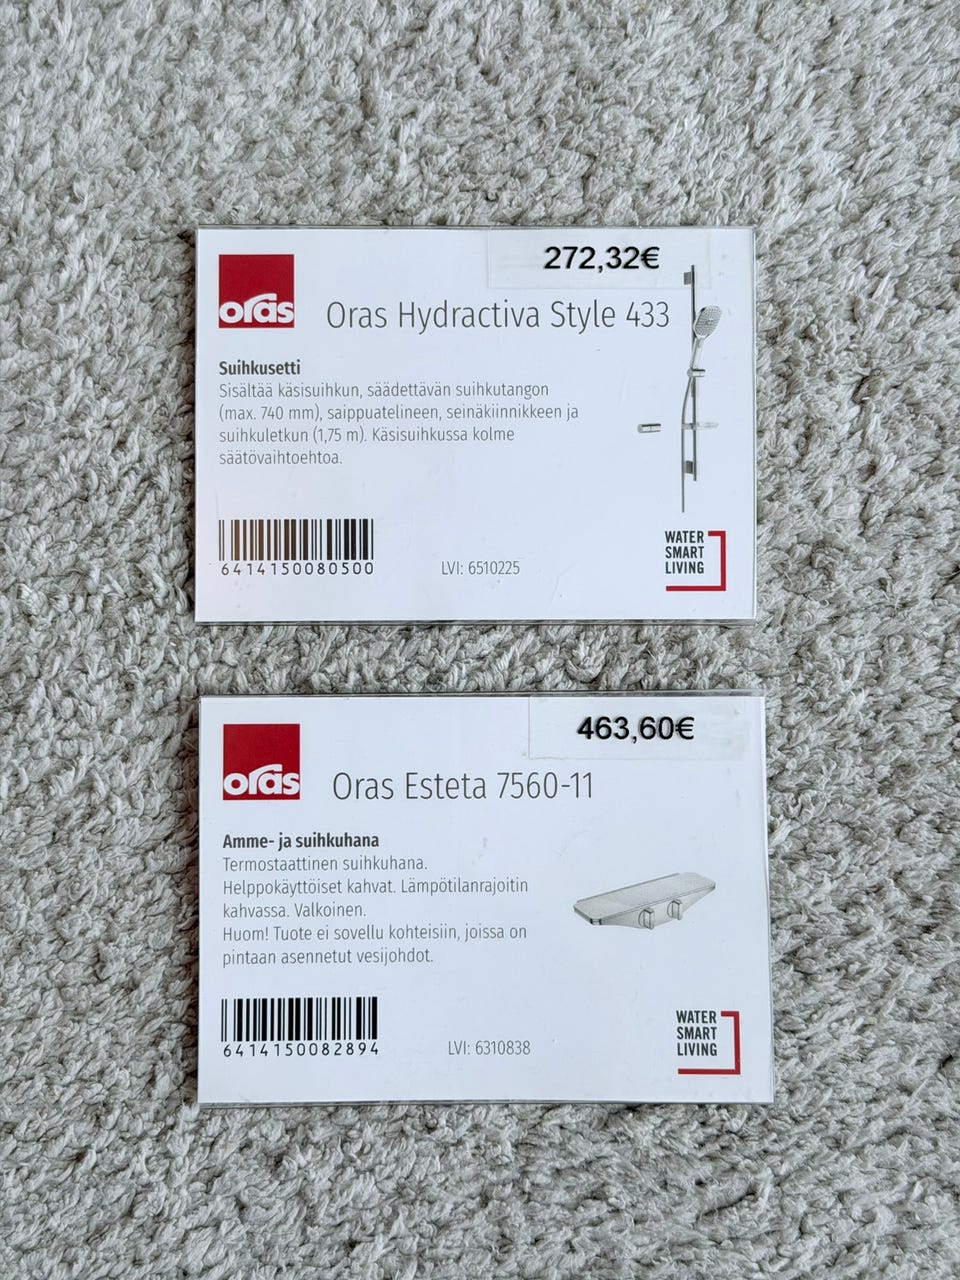 272,32€
oras
Oras Hydractiva Style 433
Suihkusetti
Sisältää käsisuihkun, säädettävän suihkutangon
(max. 740 mm), saippuatelineen, seinäkiinnikkeen ja
suihkuletkun (1,75 m). Käsisuihkussa kolme
säätövaihtoehtoa.
6414150080500
LVI: 6510225
WATER
SMART
LIVING
463,60€
oras
Oras Esteta 7560-11
Amme- ja suihkuhana
Termostaattinen suihkuhana.
Helppokäyttöiset kahvat. Lämpötilanrajoitin
kahvassa. Valkoinen.
Huom! Tuote ei sovellu kohteisiin, joissa on
pintaan asennetut vesijohdot.
6414150082894
LVI: 6310838
WATER
SMART
LIVING